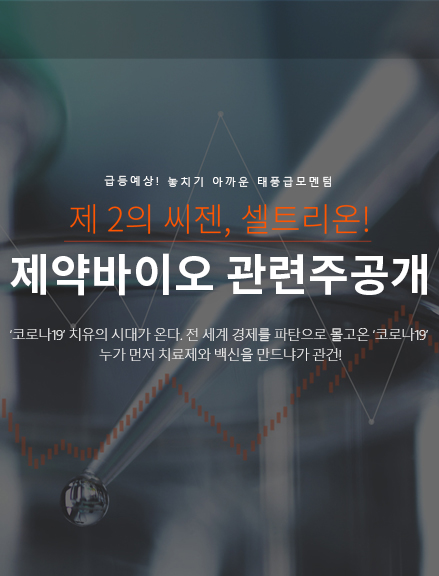 급등예상! 놓치기 아까운 태풍급모멘텀
제 2의 씨젠, 셀트리온!
제약바이오 관련주공개
‘코로나19’ 치유의 시대가 온다. 전 세계 경제를 파탄으로 몰고온 ‘코로나19’
누가 먼저 치료제와 백신을 만드냐가 관건!